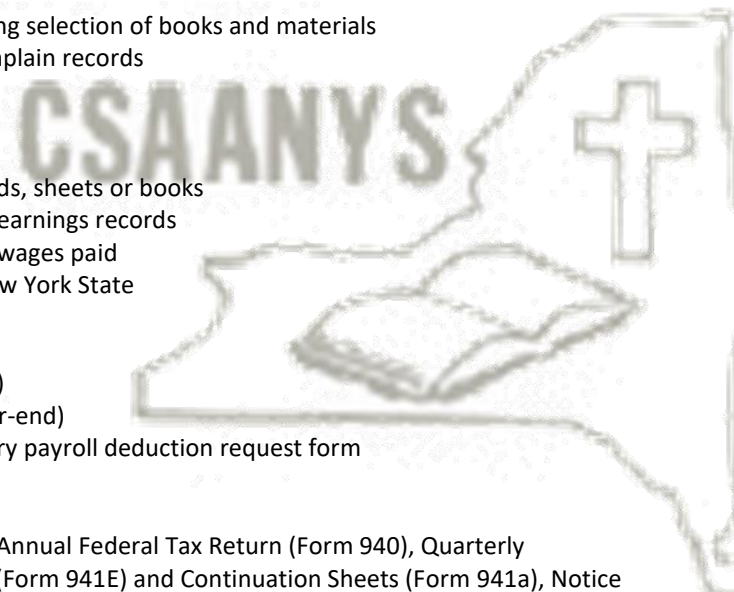 ng selection of books and materials
plain records
CSAANYS
ds, sheets or books
earnings records
wages paid
w York State
)
r-end)
ry payroll deduction request form
Annual Federal Tax Return (Form 940), Quarterly
(Form 941E) and Continuation Sheets (Form 941a), Notice